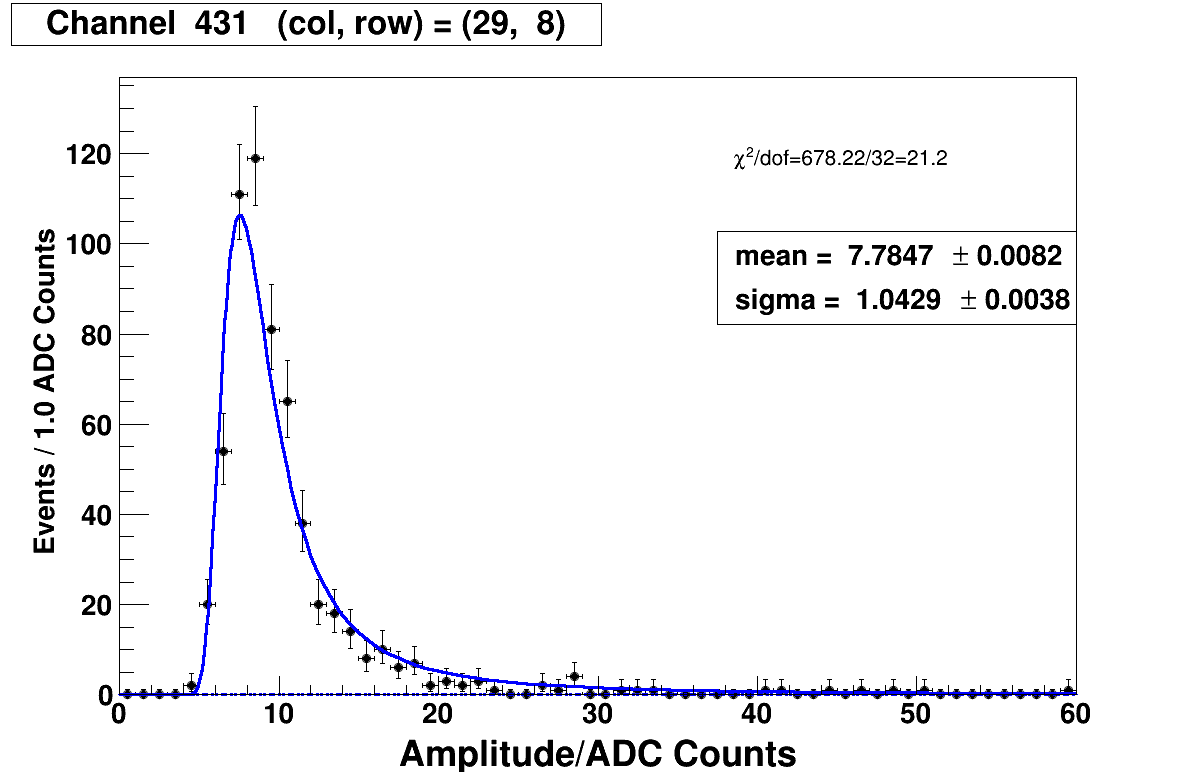 Channel 431 (col, row) = (29, 8)
χ²/dof=678.22/32=21.2
mean = 7.7847 ± 0.0082
sigma = 1.0429 ± 0.0038
Events / 1.0 ADC Counts
120
100
80
60
40
20
0
0 10 20 30 40 50 60
Amplitude/ADC Counts